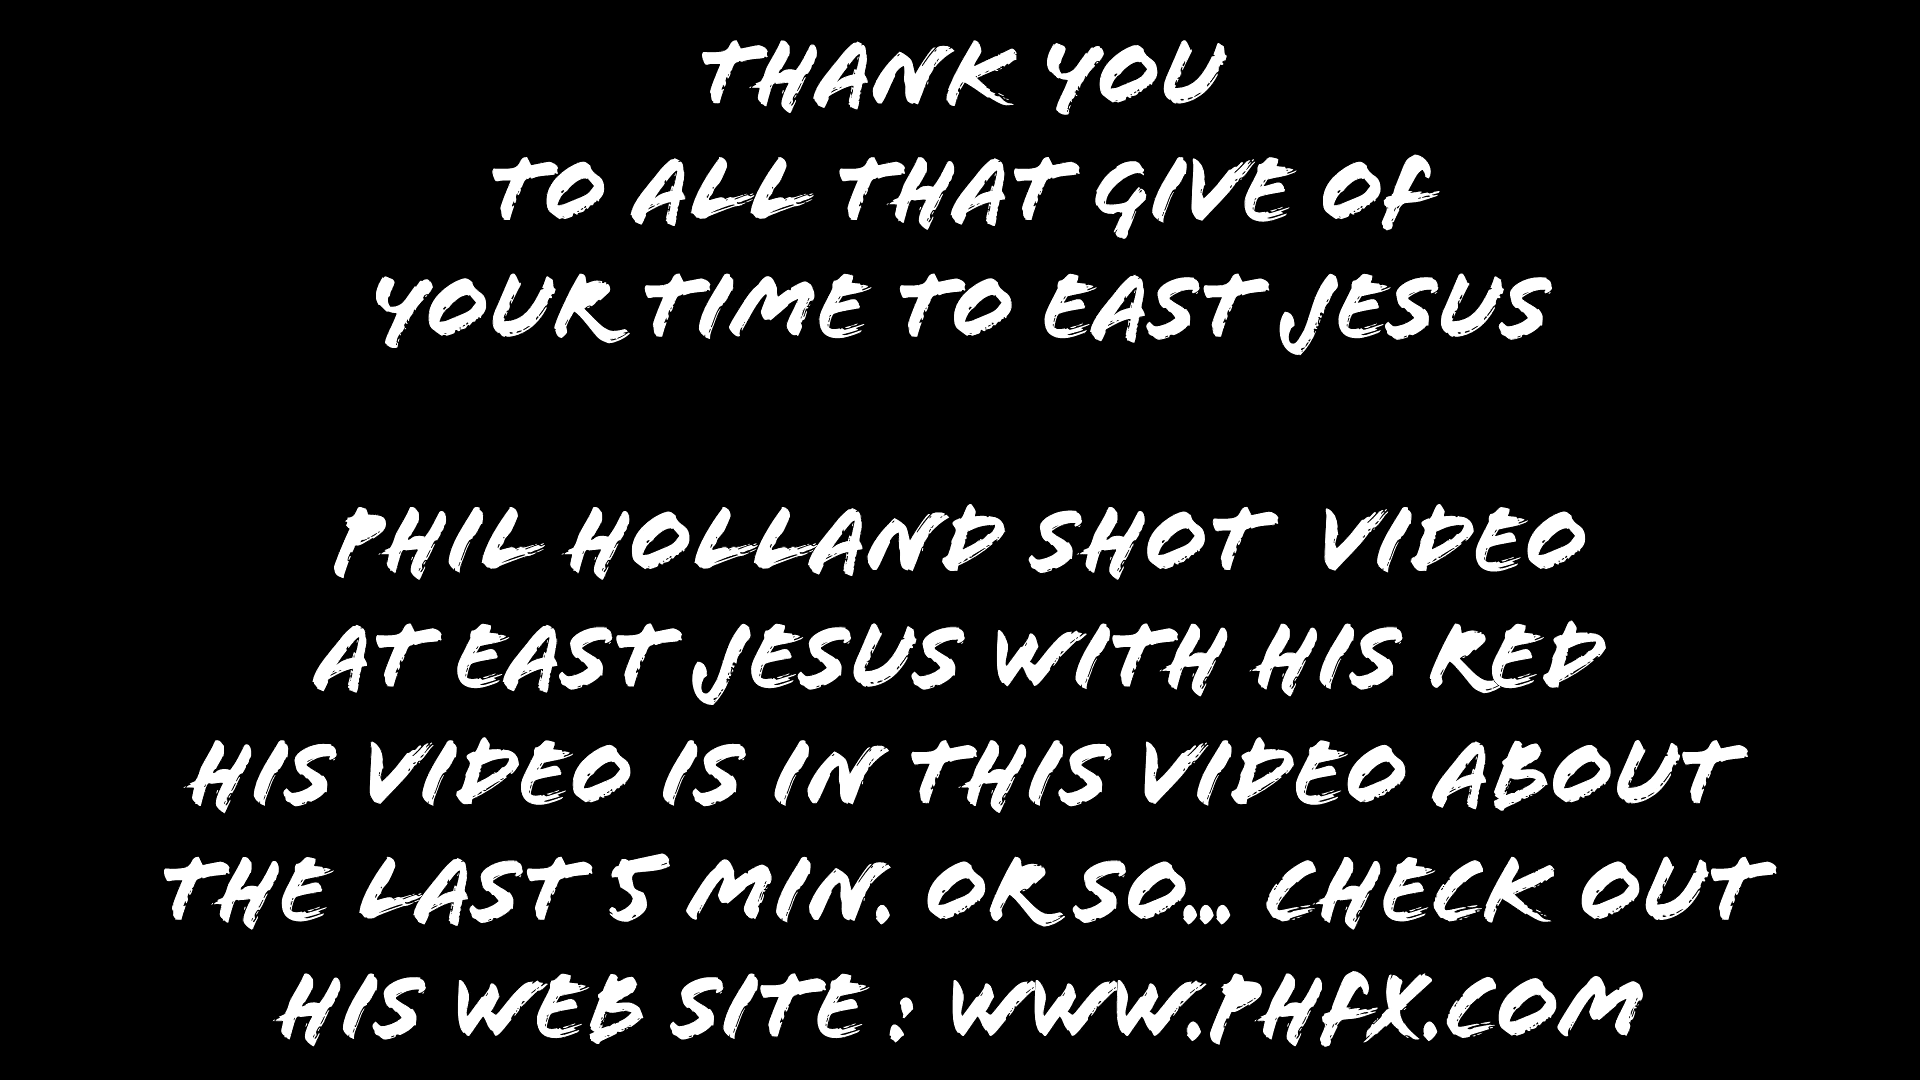 THANK YOU
TO ALL THAT GIVE OF
YOUR TIME TO EAST JESUS
PHIL HOLLAND SHOT VIDEO
AT EAST JESUS WITH HIS RED
HIS VIDEO IS IN THIS VIDEO ABOUT
THE LAST 5 MIN. OR SO... CHECK OUT
HIS WEB SITE : WWW.PHFX.COM